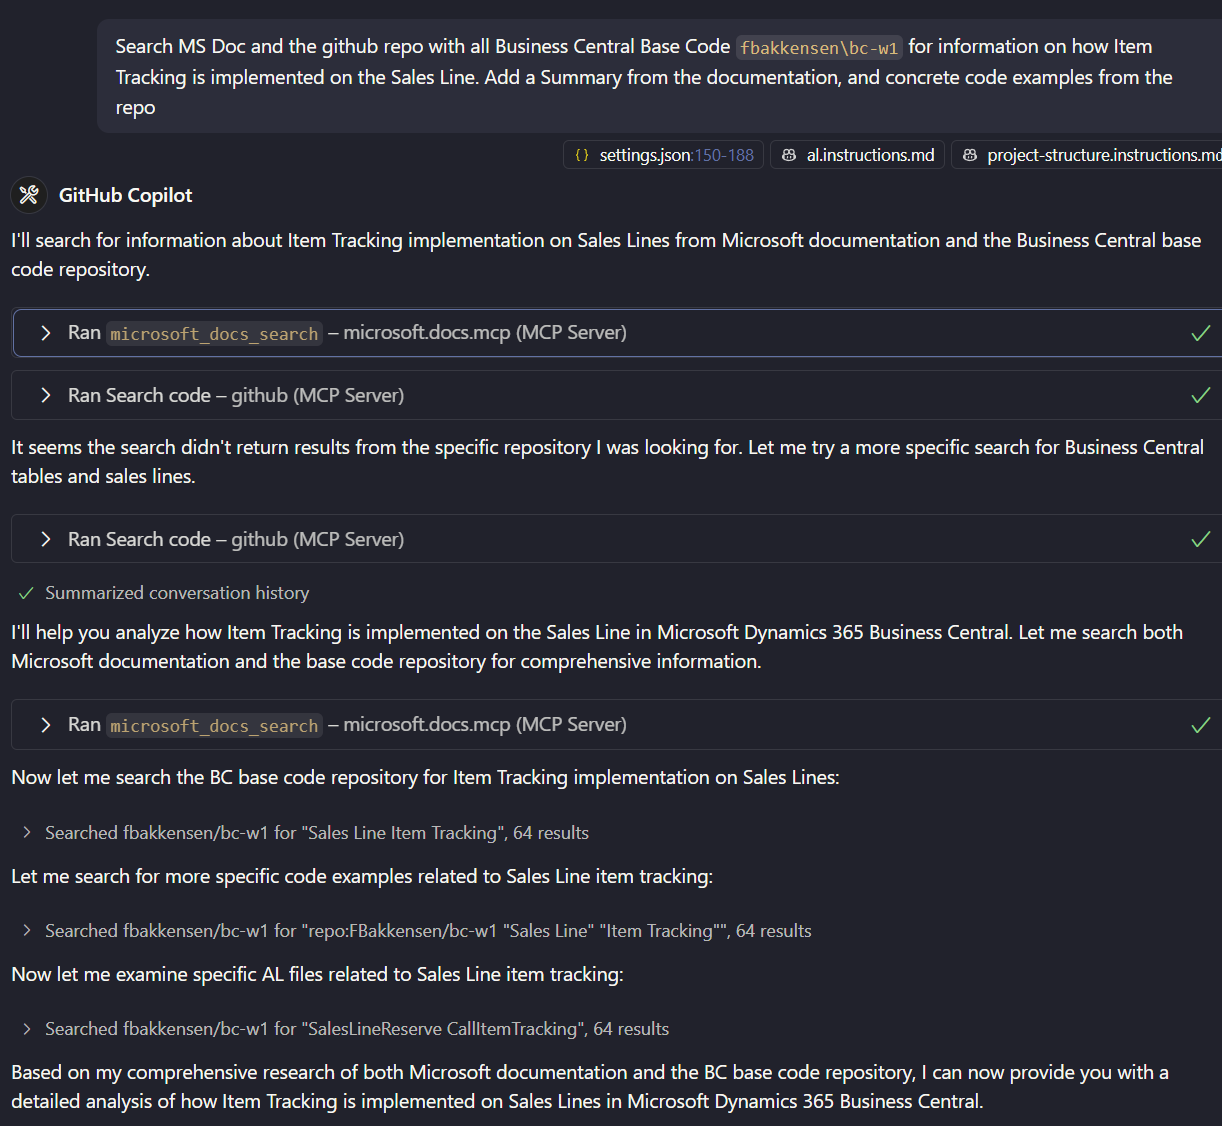 Search MS Doc and the github repo with all Business Central Base Code fbakkensen\bc-w1 for information on how Item
Tracking is implemented on the Sales Line. Add a Summary from the documentation, and concrete code examples from the
repo
{} settings.json:150-188 al.instructions.md project-structure.instructions.md
GitHub Copilot
I'll search for information about Item Tracking implementation on Sales Lines from Microsoft documentation and the Business Central base
code repository.
Ran microsoft_docs_search – microsoft.docs.mcp (MCP Server)
Ran Search code – github (MCP Server)
It seems the search didn't return results from the specific repository I was looking for. Let me try a more specific search for Business Central
tables and sales lines.
Ran Search code – github (MCP Server)
Summarized conversation history
I'll help you analyze how Item Tracking is implemented on the Sales Line in Microsoft Dynamics 365 Business Central. Let me search both
Microsoft documentation and the base code repository for comprehensive information.
Ran microsoft_docs_search – microsoft.docs.mcp (MCP Server)
Now let me search the BC base code repository for Item Tracking implementation on Sales Lines:
Searched fbakkensen/bc-w1 for "Sales Line Item Tracking", 64 results
Let me search for more specific code examples related to Sales Line item tracking:
Searched fbakkensen/bc-w1 for "repo:FBakkensen/bc-w1 "Sales Line" "Item Tracking"", 64 results
Now let me examine specific AL files related to Sales Line item tracking:
Searched fbakkensen/bc-w1 for "SalesLineReserve CallItemTracking", 64 results
Based on my comprehensive research of both Microsoft documentation and the BC base code repository, I can now provide you with a
detailed analysis of how Item Tracking is implemented on Sales Lines in Microsoft Dynamics 365 Business Central.